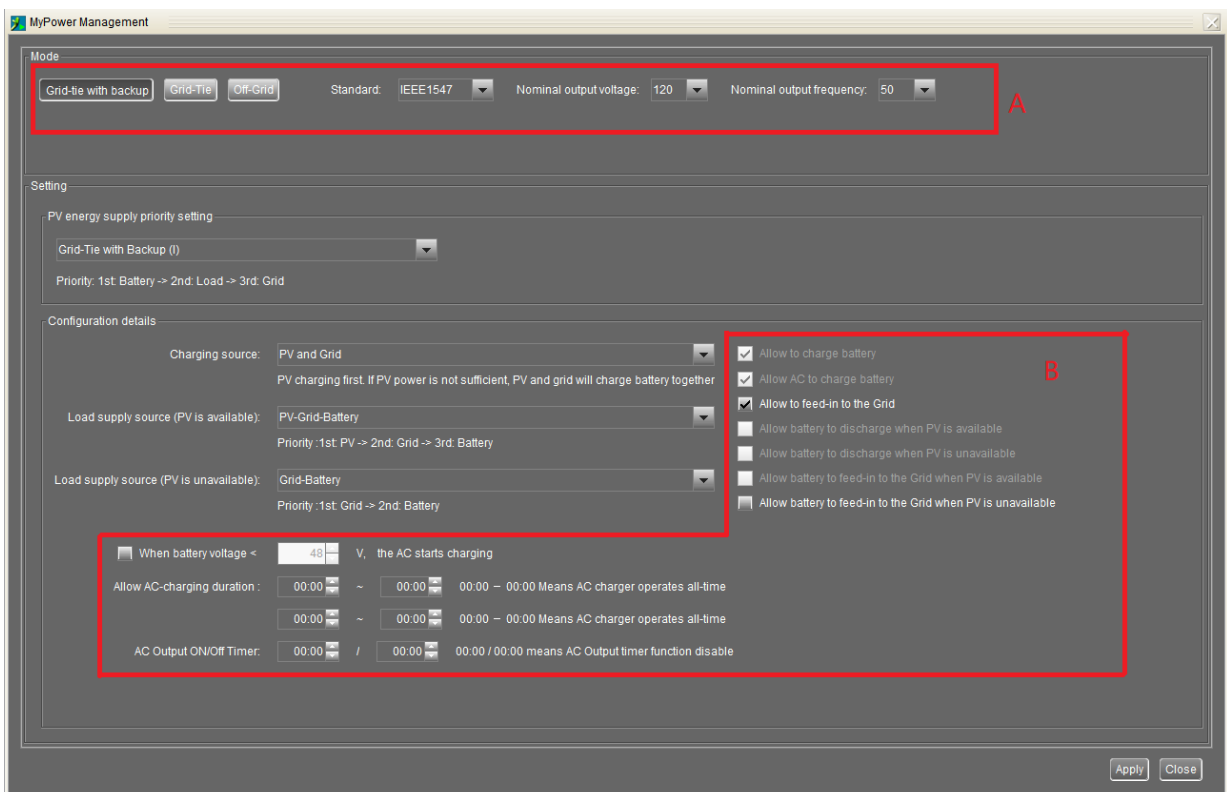 MyPower Management
Mode
Grid-tie with backup Grid-Tie Off-Grid Standard: IEEE1547 Nominal output voltage: 120 Nominal output frequency: 50
A
Setting
PV energy supply priority setting
Grid-Tie with Backup (I)
Priority: 1st: Battery -> 2nd: Load -> 3rd: Grid
Configuration details
Charging source: PV and Grid
PV charging first. If PV power is not sufficient, PV and grid will charge battery together
Load supply source (PV is available): PV-Grid-Battery
Priority :1st: PV -> 2nd: Grid -> 3rd: Battery
Load supply source (PV is unavailable): Grid-Battery
Priority :1st: Grid -> 2nd: Battery
Allow to charge battery
B
Allow AC to charge battery
Allow to feed-in to the Grid
Allow battery to discharge when PV is available
Allow battery to discharge when PV is unavailable
Allow battery to feed-in to the Grid when PV is available
Allow battery to feed-in to the Grid when PV is unavailable
When battery voltage < 48 V, the AC starts charging
Allow AC-charging duration : 00:00 ~ 00:00 00:00 – 00:00 Means AC charger operates all-time
00:00 ~ 00:00 00:00 – 00:00 Means AC charger operates all-time
AC Output ON/Off Timer: 00:00 / 00:00 00:00 / 00:00 means AC Output timer function disable
Apply Close